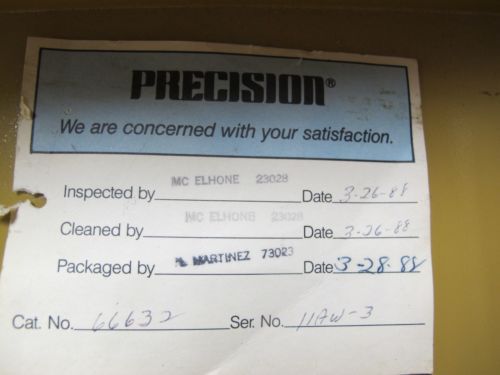 PRECISION®
We are concerned with your satisfaction.
Inspected by MC ELHONE 23028 Date 3-26-88
Cleaned by MC ELHONE 23028 Date 3-26-88
Packaged by MARTINEZ 73023 Date 3-28-88
Cat. No. 66632 Ser. No. 11AW-3